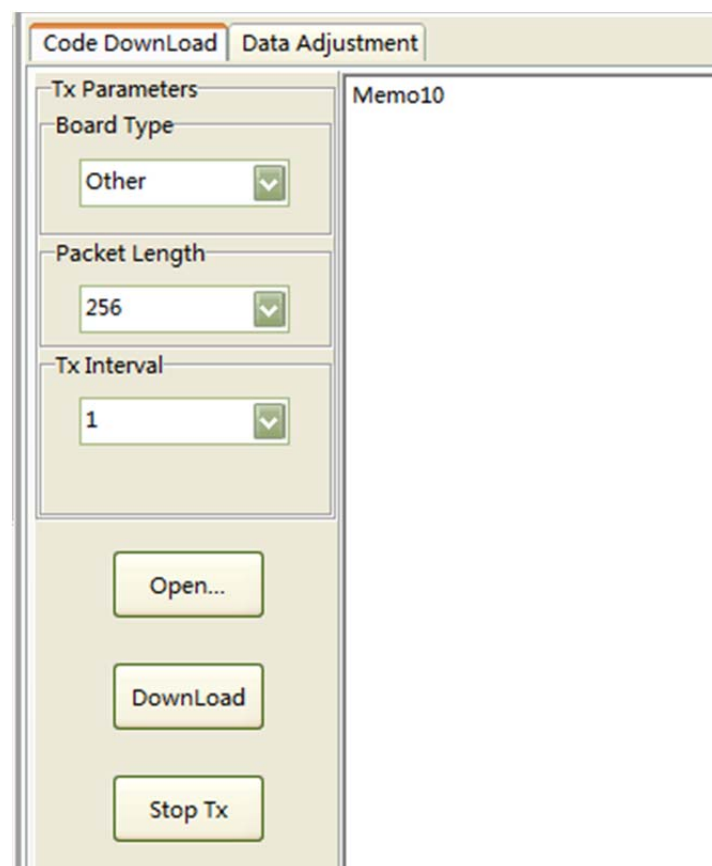 Code DownLoad
Data Adjustment
Tx Parameters
Board Type
Other
Packet Length
256
Tx Interval
1
Open...
DownLoad
Stop Tx
Memo10